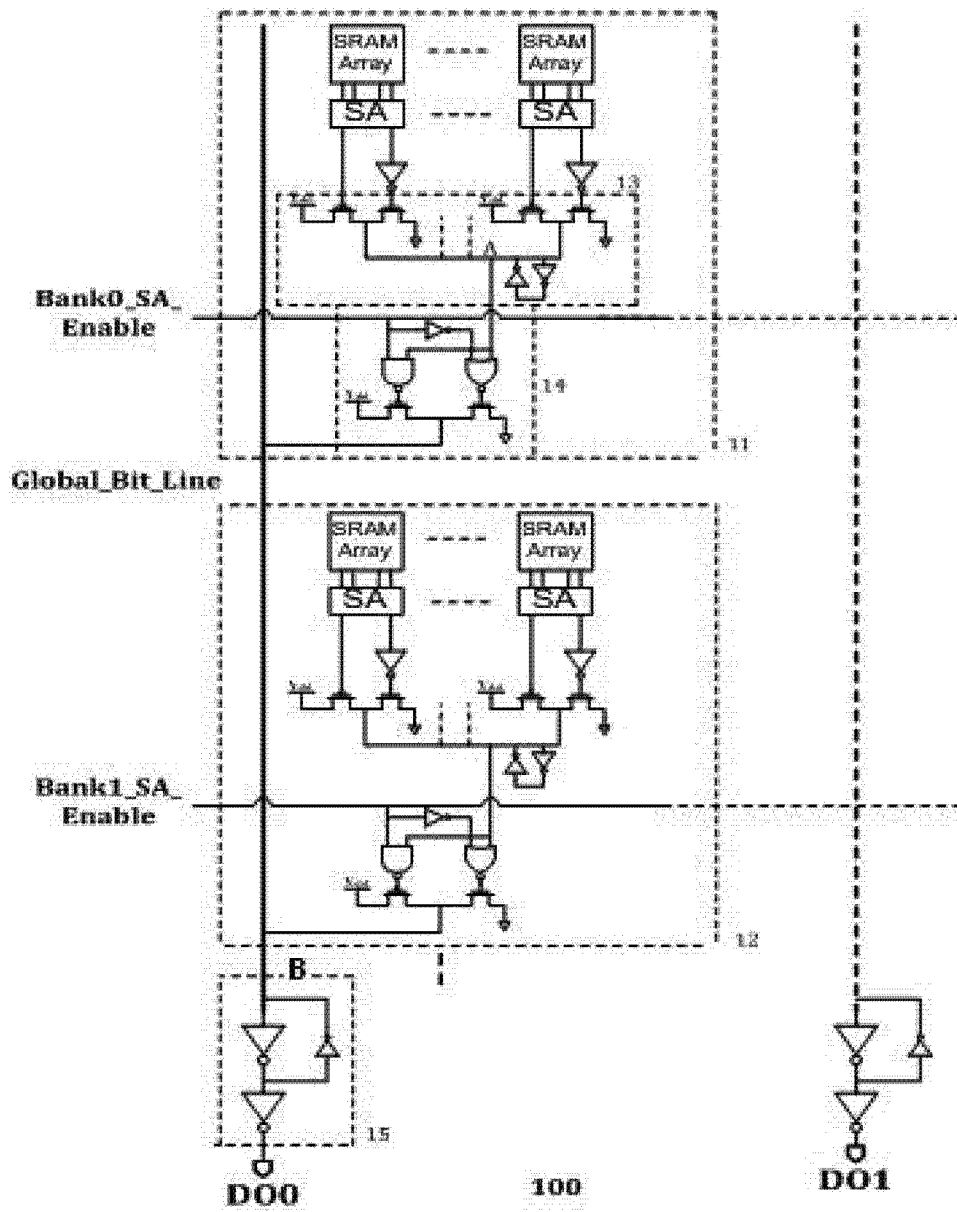 SRAM
Array
SRAM
Array
SA
SA
13
Bank0_SA_
Enable
14
11
Global_Bit_Line
SRAM
Array
SRAM
Array
SA
SA
Bank1_SA_
Enable
12
B
15
DO0
100
DO1